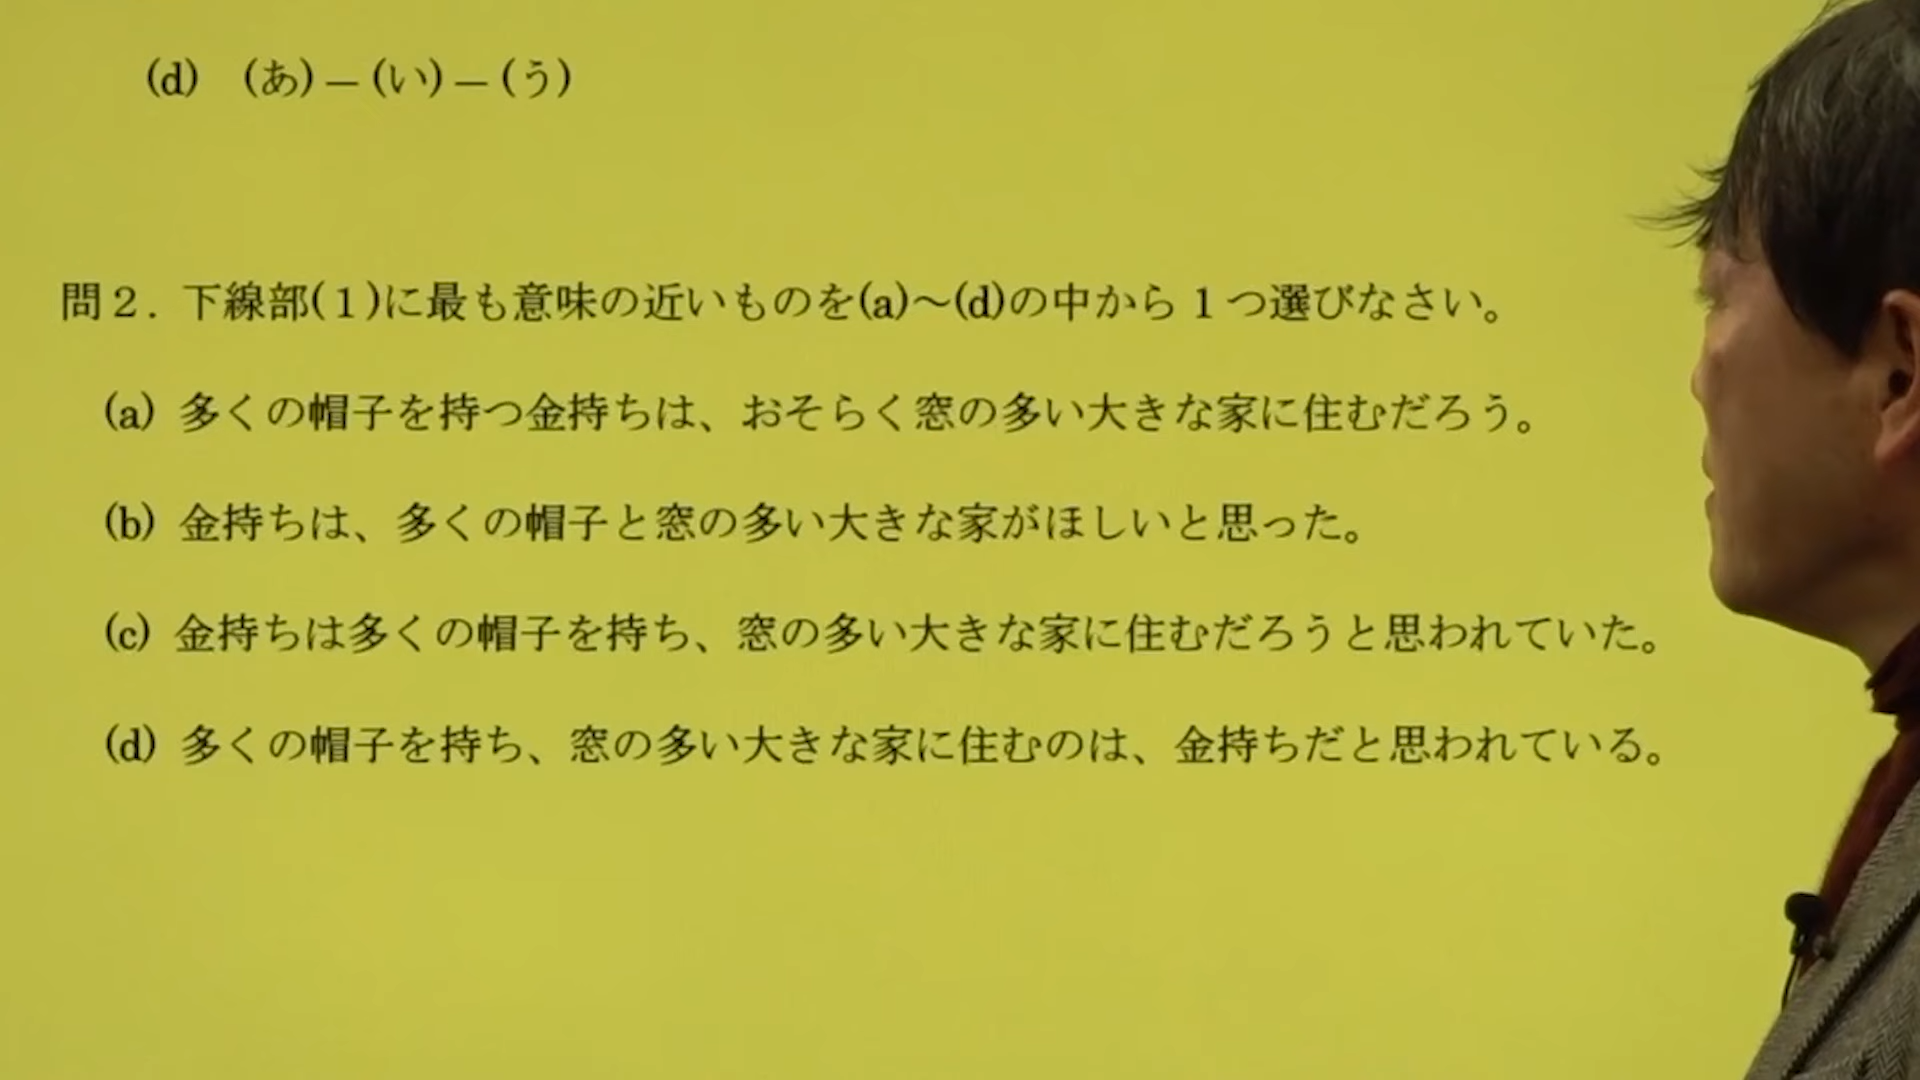 (d) (あ)―(い)―(う)
問２. 下線部(１)に最も意味の近いものを(a)～(d)の中から１つ選びなさい。
(a) 多くの帽子を持つ金持ちは、おそらく窓の多い大きな家に住むだろう。
(b) 金持ちは、多くの帽子と窓の多い大きな家がほしいと思った。
(c) 金持ちは多くの帽子を持ち、窓の多い大きな家に住むだろうと思われていた。
(d) 多くの帽子を持ち、窓の多い大きな家に住むのは、金持ちだと思われている。